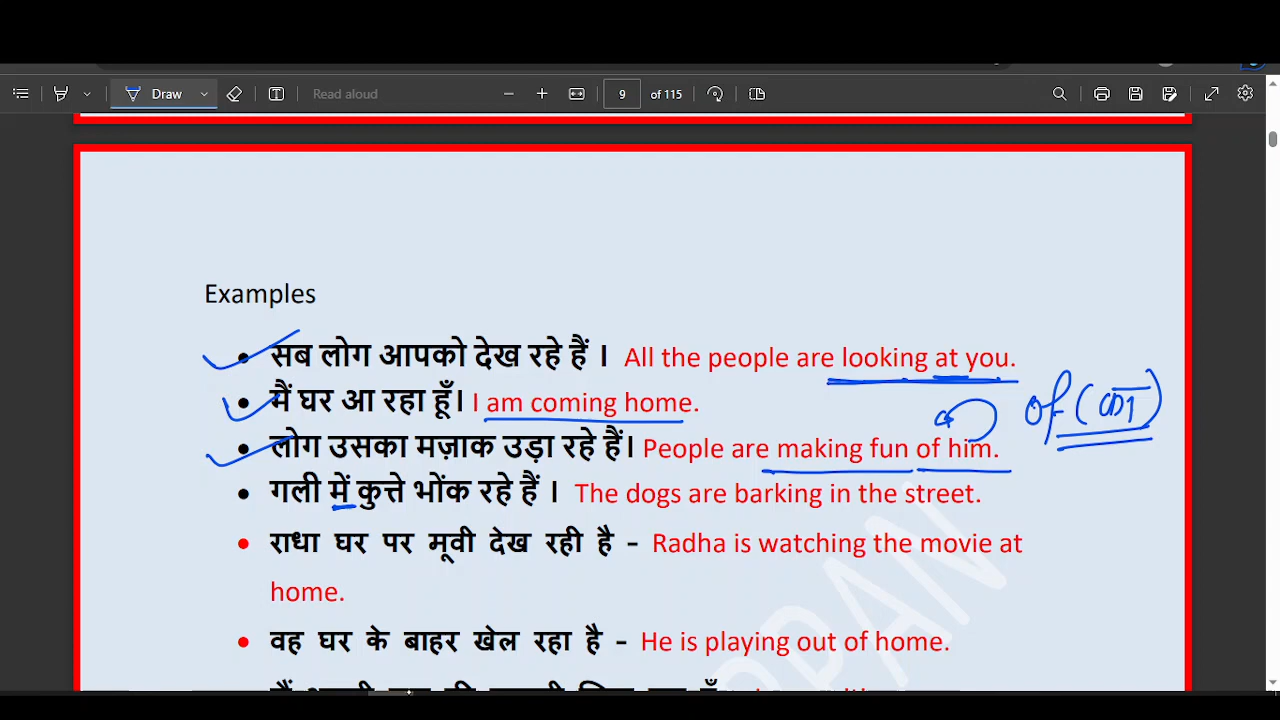 Draw
Read aloud
9 of 115
Examples
• सब लोग आपको देख रहे हैं । All the people are looking at you.
• मैं घर आ रहा हूँ। I am coming home.
of (का)
• लोग उसका मज़ाक उड़ा रहे हैं। People are making fun of him.
• गली में कुत्ते भोंक रहे हैं । The dogs are barking in the street.
• राधा घर पर मूवी देख रही है – Radha is watching the movie at
home.
• वह घर के बाहर खेल रहा है – He is playing out of home.